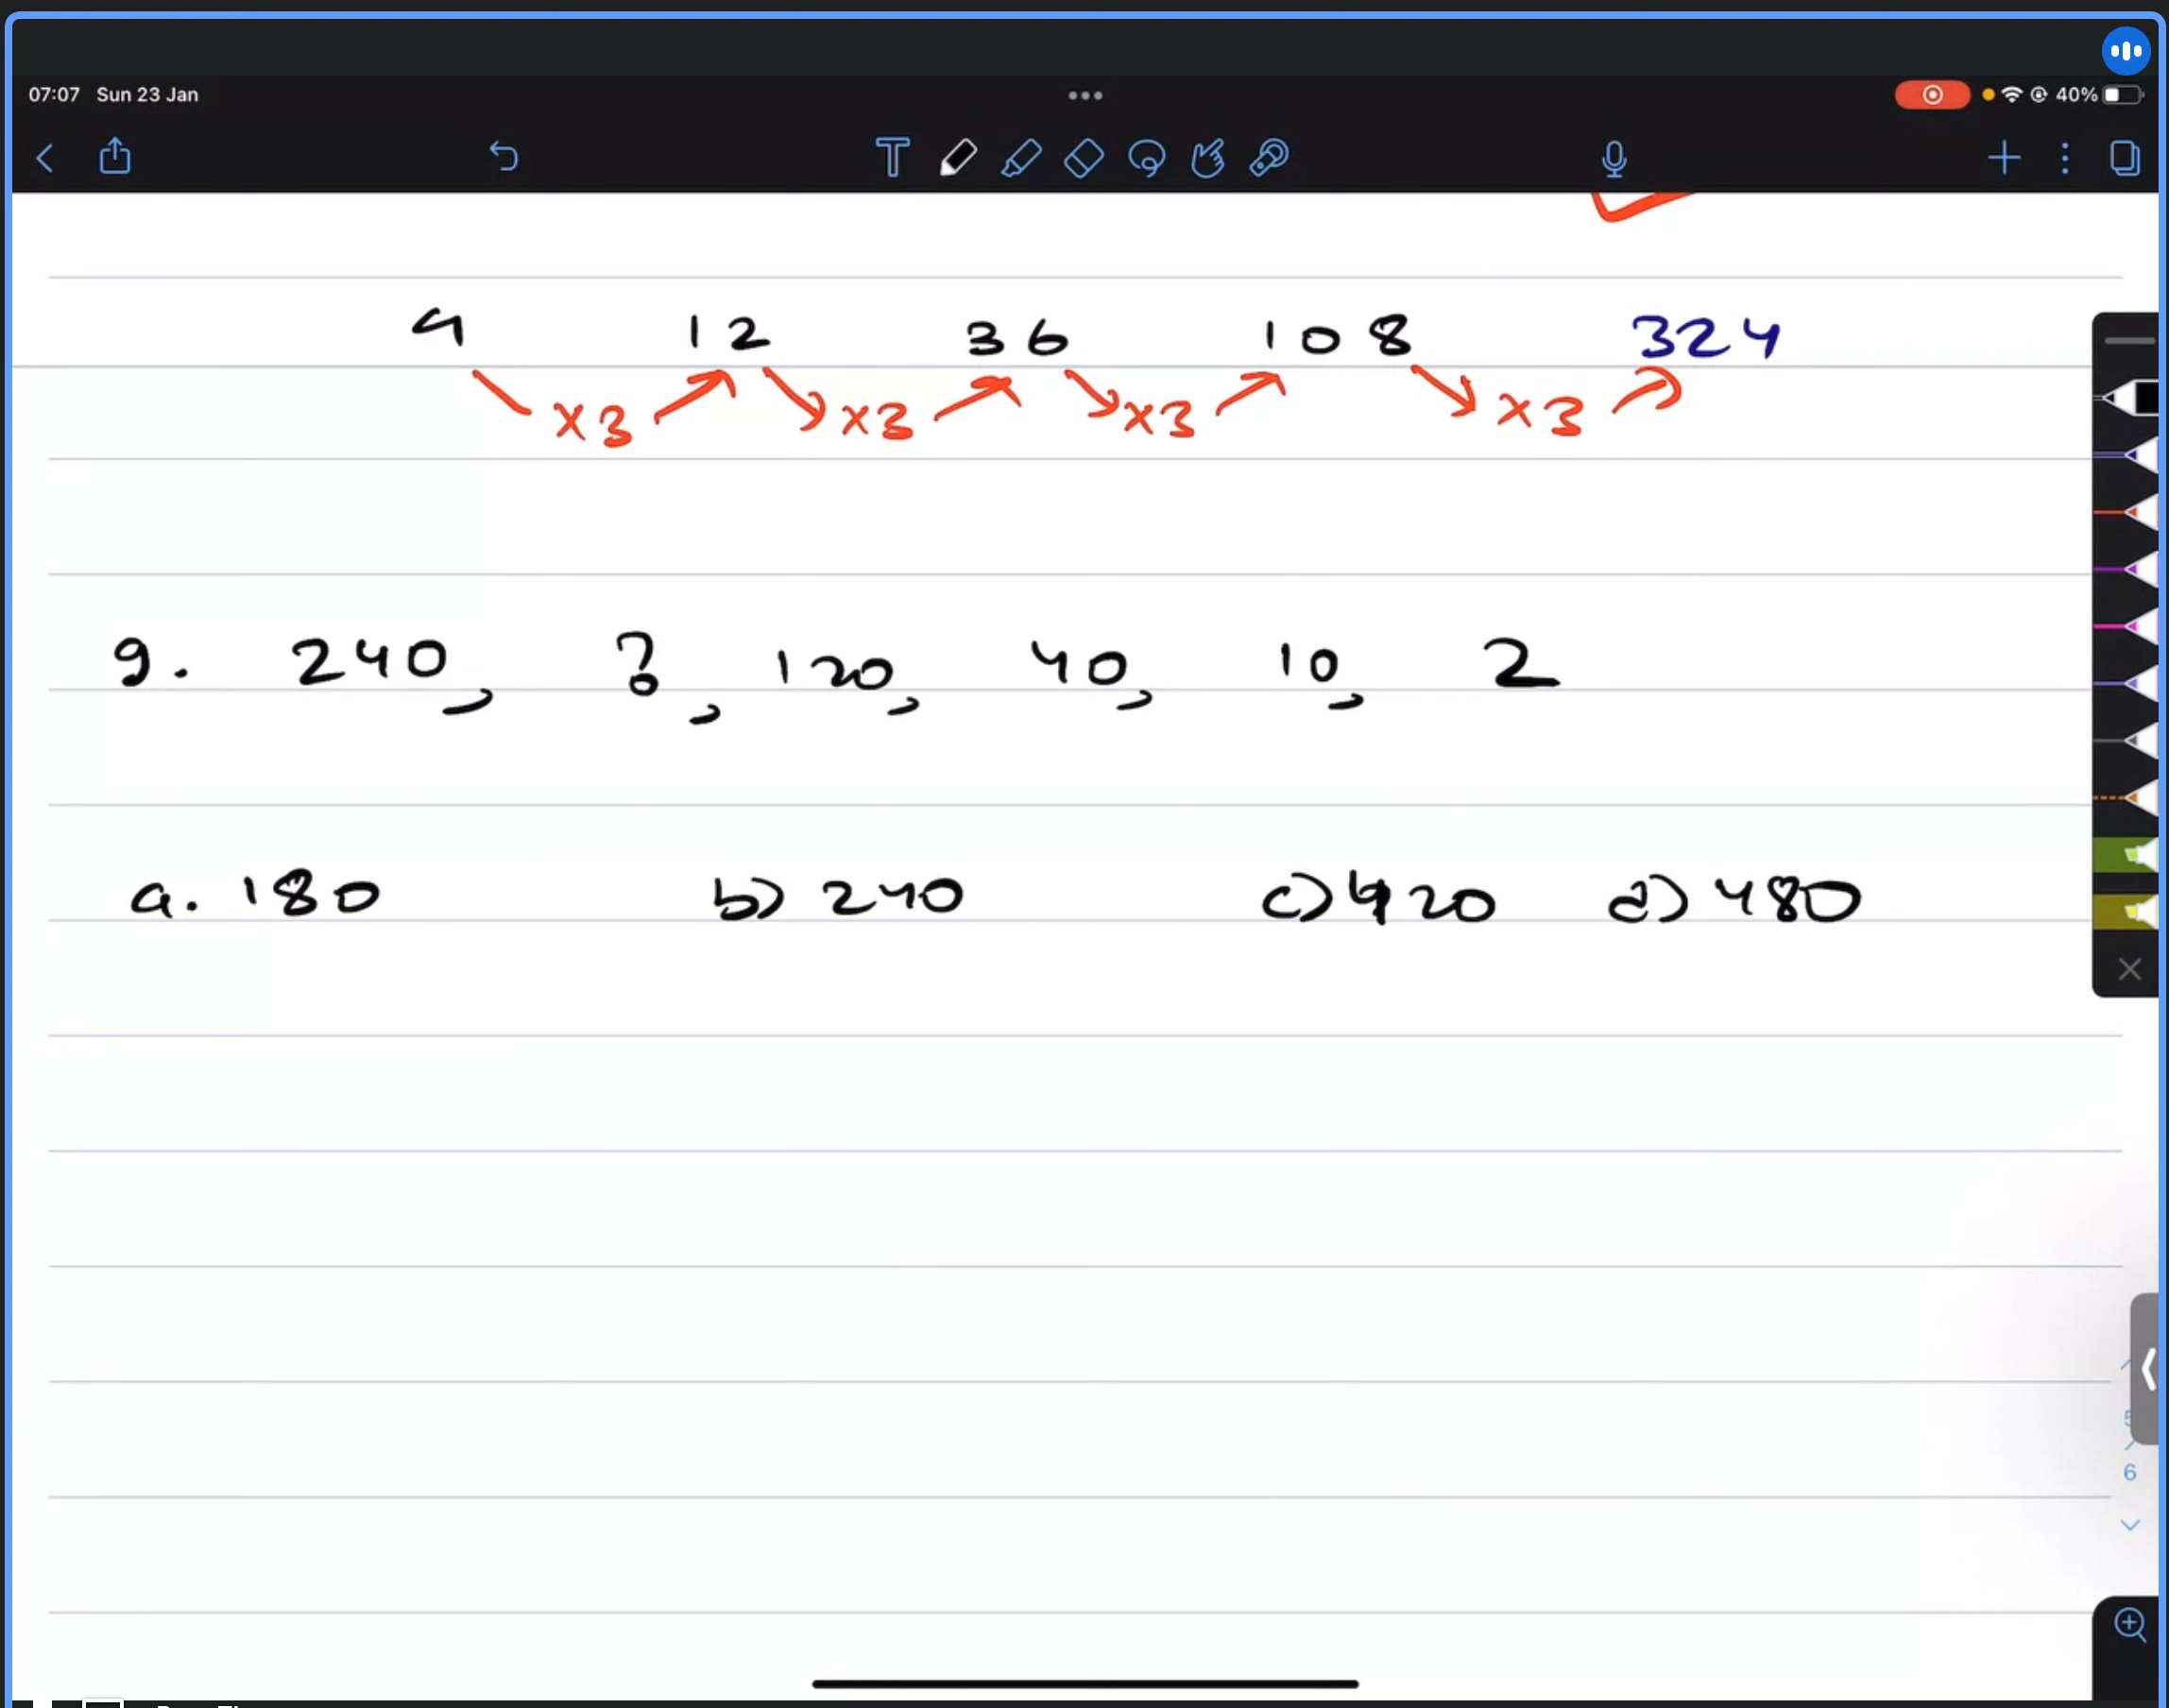 07:07 Sun 23 Jan 40%
T
4 12 36 108 324
x3 x3 x3 x3
9. 240, ?, 120, 40, 10, 2
a. 180 b) 240 c) 420 d) 480
5
6